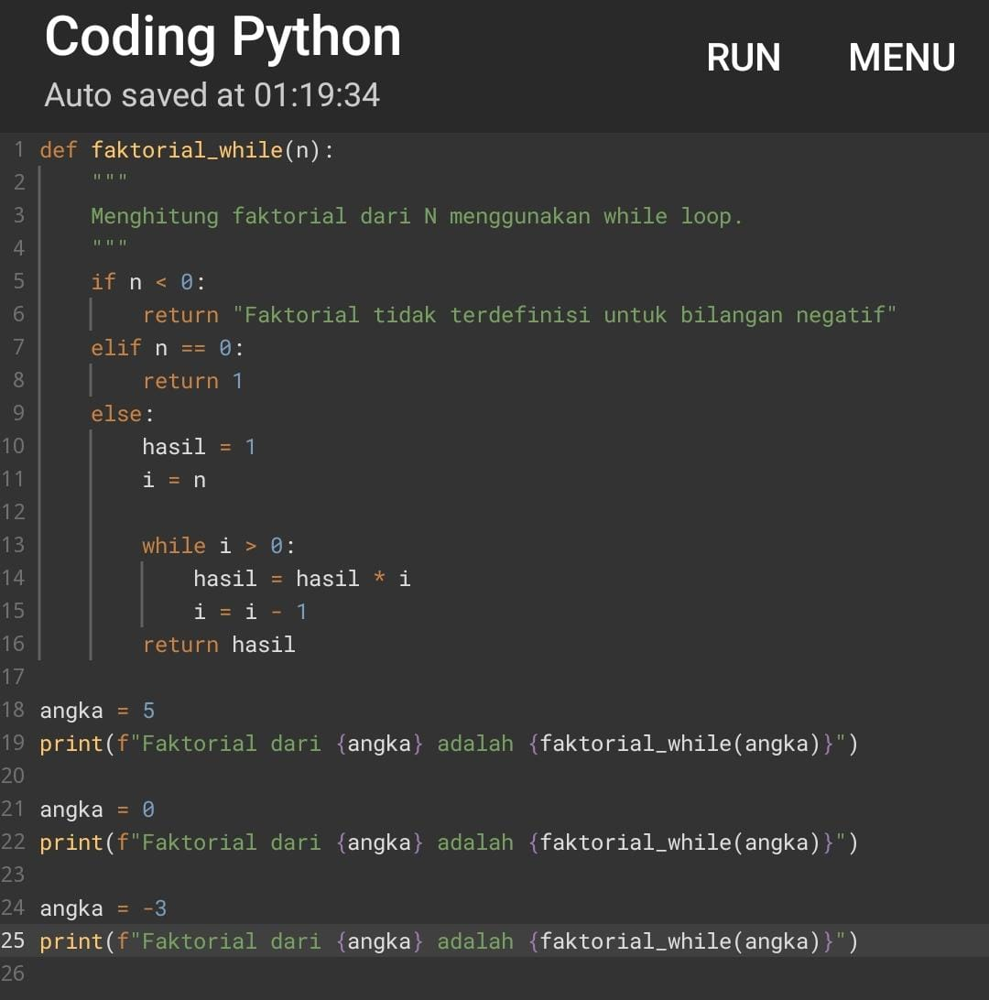 Coding Python
RUN MENU
Auto saved at 01:19:34
1 def faktorial_while(n):
2     """
3     Menghitung faktorial dari N menggunakan while loop.
4     """
5     if n < 0:
6         return "Faktorial tidak terdefinisi untuk bilangan negatif"
7     elif n == 0:
8         return 1
9     else:
10         hasil = 1
11         i = n
12
13         while i > 0:
14             hasil = hasil * i
15             i = i - 1
16         return hasil
17
18 angka = 5
19 print(f"Faktorial dari {angka} adalah {faktorial_while(angka)}")
20
21 angka = 0
22 print(f"Faktorial dari {angka} adalah {faktorial_while(angka)}")
23
24 angka = -3
25 print(f"Faktorial dari {angka} adalah {faktorial_while(angka)}")
26